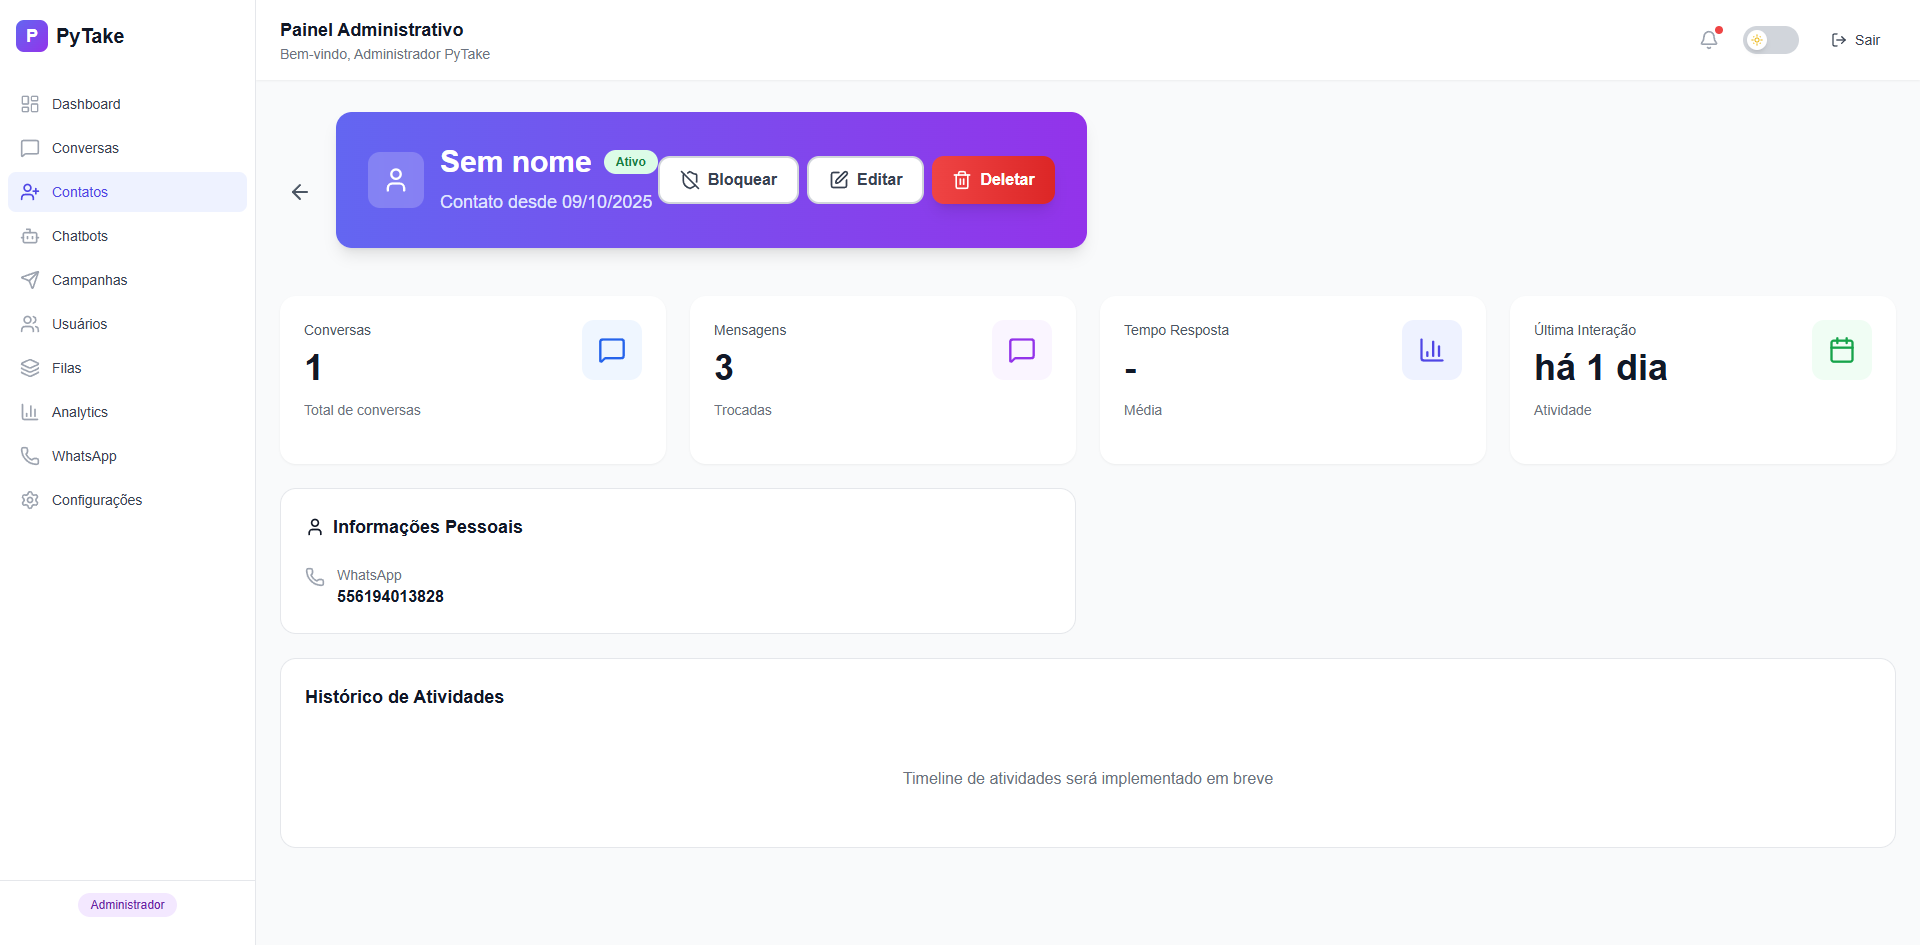 P PyTake
Painel Administrativo
Bem-vindo, Administrador PyTake
Sair
Dashboard
Conversas
Contatos
Chatbots
Campanhas
Usuários
Filas
Analytics
WhatsApp
Configurações
Administrador
Sem nome Ativo
Contato desde 09/10/2025
Bloquear Editar Deletar
Conversas
1
Total de conversas
Mensagens
3
Trocadas
Tempo Resposta
-
Média
Última Interação
há 1 dia
Atividade
Informações Pessoais
WhatsApp
556194013828
Histórico de Atividades
Timeline de atividades será implementado em breve